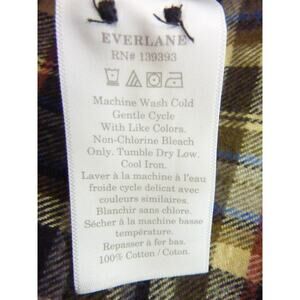 EVERLANE
RN# 139393
Machine Wash Cold
Gentle Cycle
With Like Colors.
Non-Chlorine Bleach
Only. Tumble Dry Low.
Cool Iron.
Laver à la machine à l'eau
froide cycle delicat avec de
couleurs similaires.
Blanchir sans chlore.
Sécher à la machine basse
température.
Repasser à fer bas.
100% Cotton / Coton.